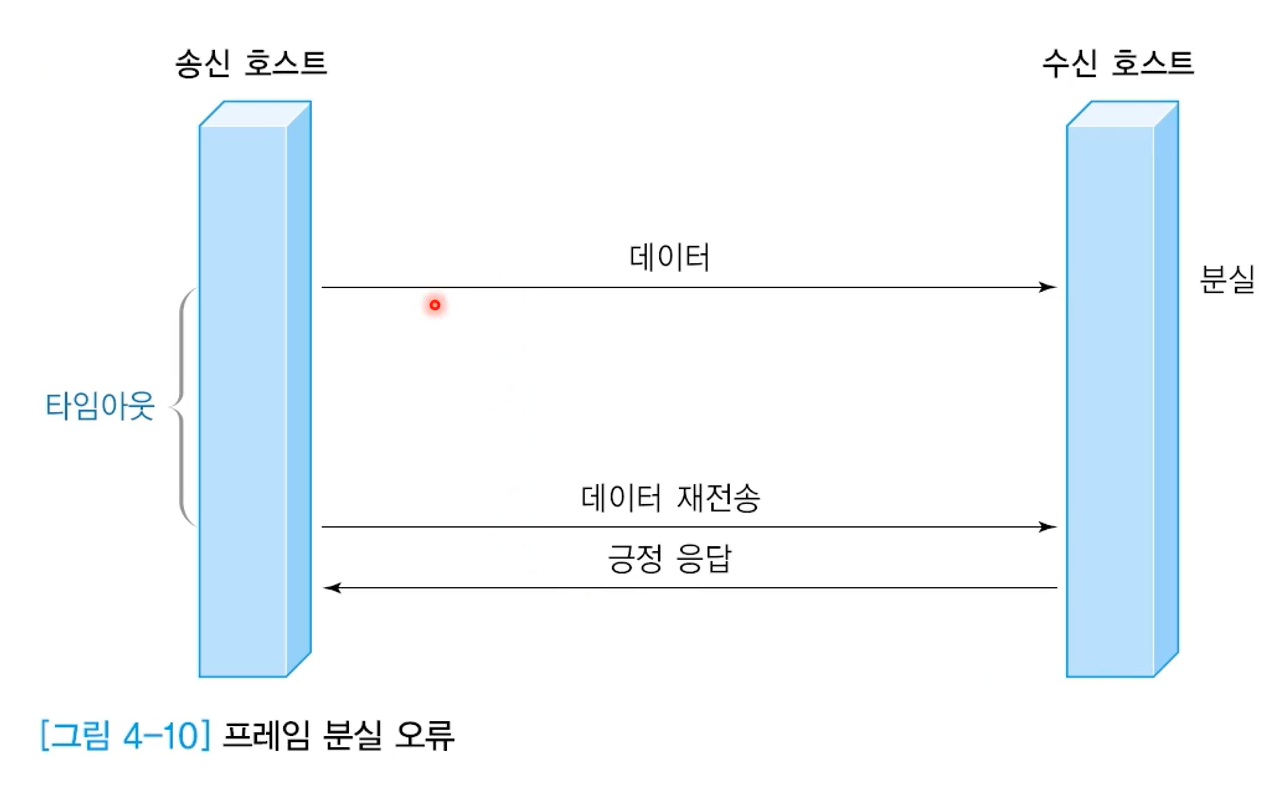 송신 호스트
수신 호스트
데이터
분실
타임아웃
데이터 재전송
긍정 응답
[그림 4-10] 프레임 분실 오류